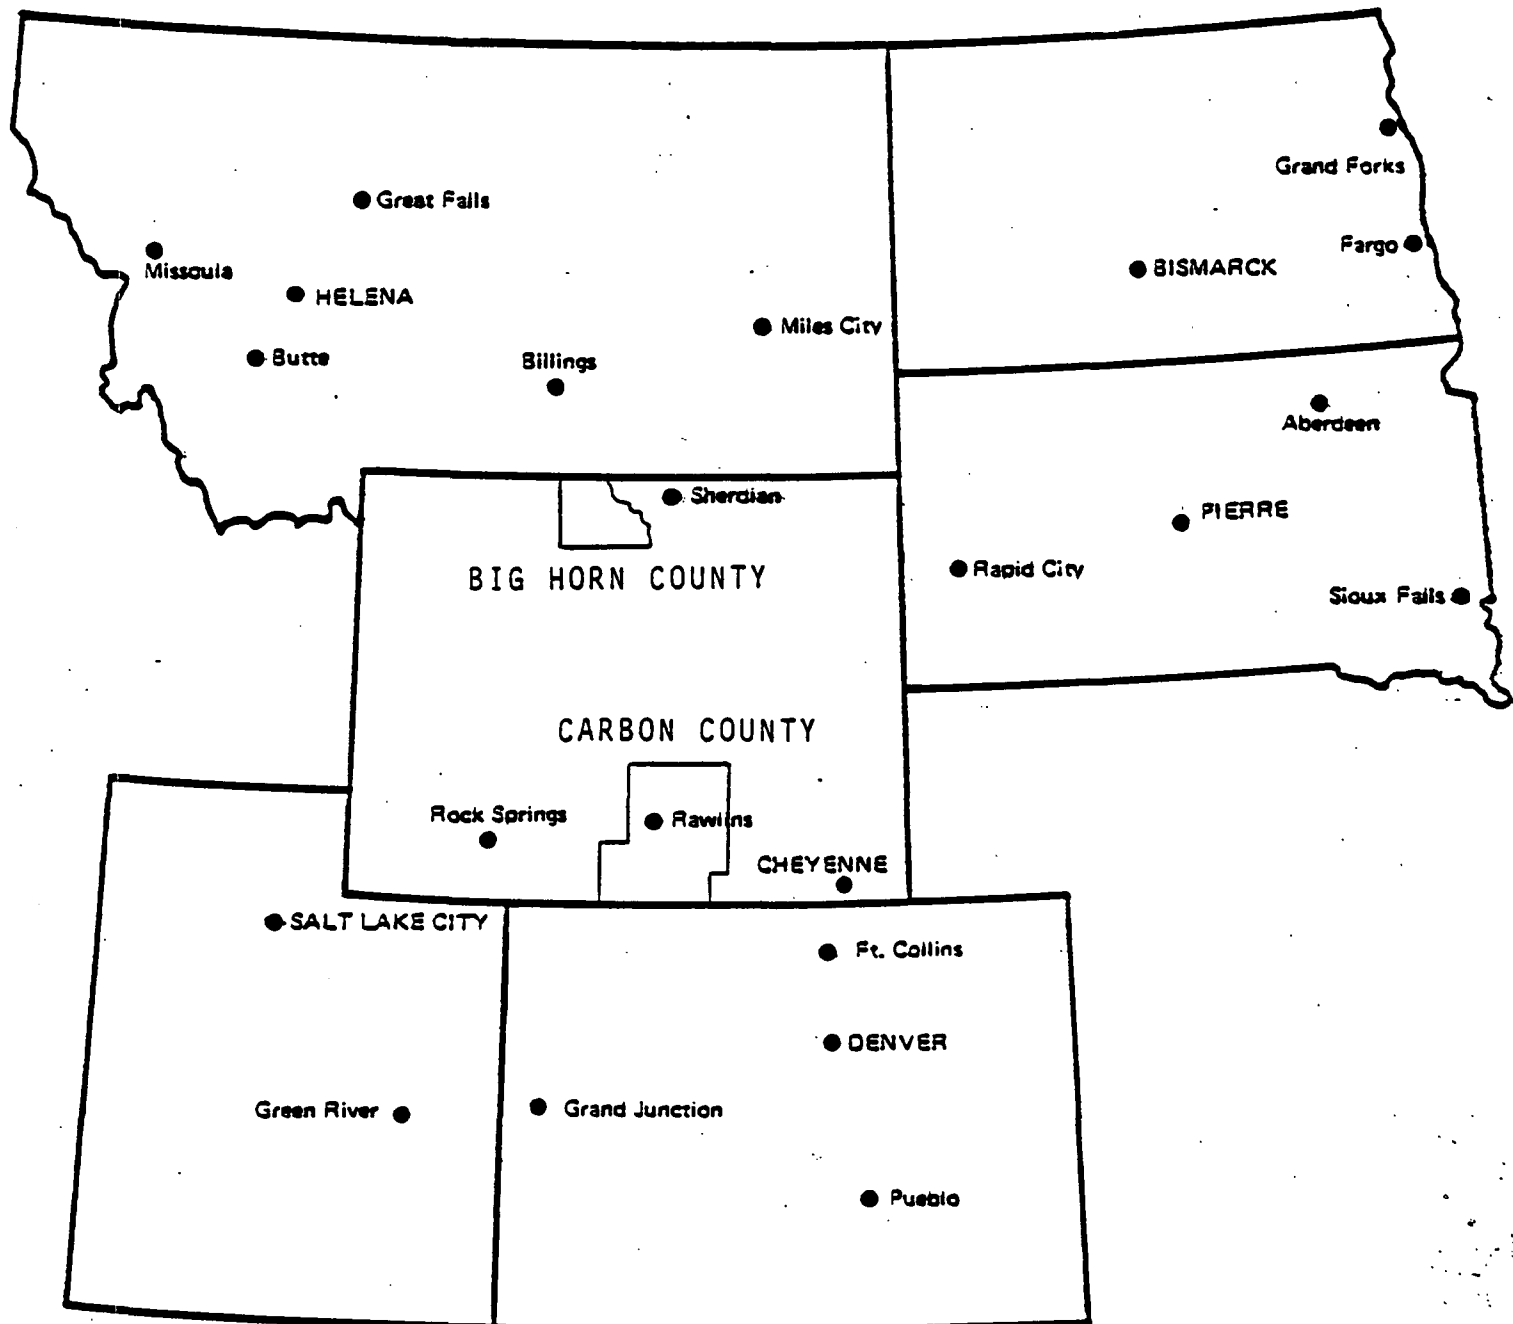 Grand Forks
Great Falls
Fargo
Missoula
BISMARCK
HELENA
Miles City
Butte
Billings
Aberdeen
Sherdian
PIERRE
Rapid City
BIG HORN COUNTY
Sioux Falls
CARBON COUNTY
Rock Springs
Rawlins
CHEYENNE
SALT LAKE CITY
Ft. Collins
DENVER
Green River
Grand Junction
Pueblo